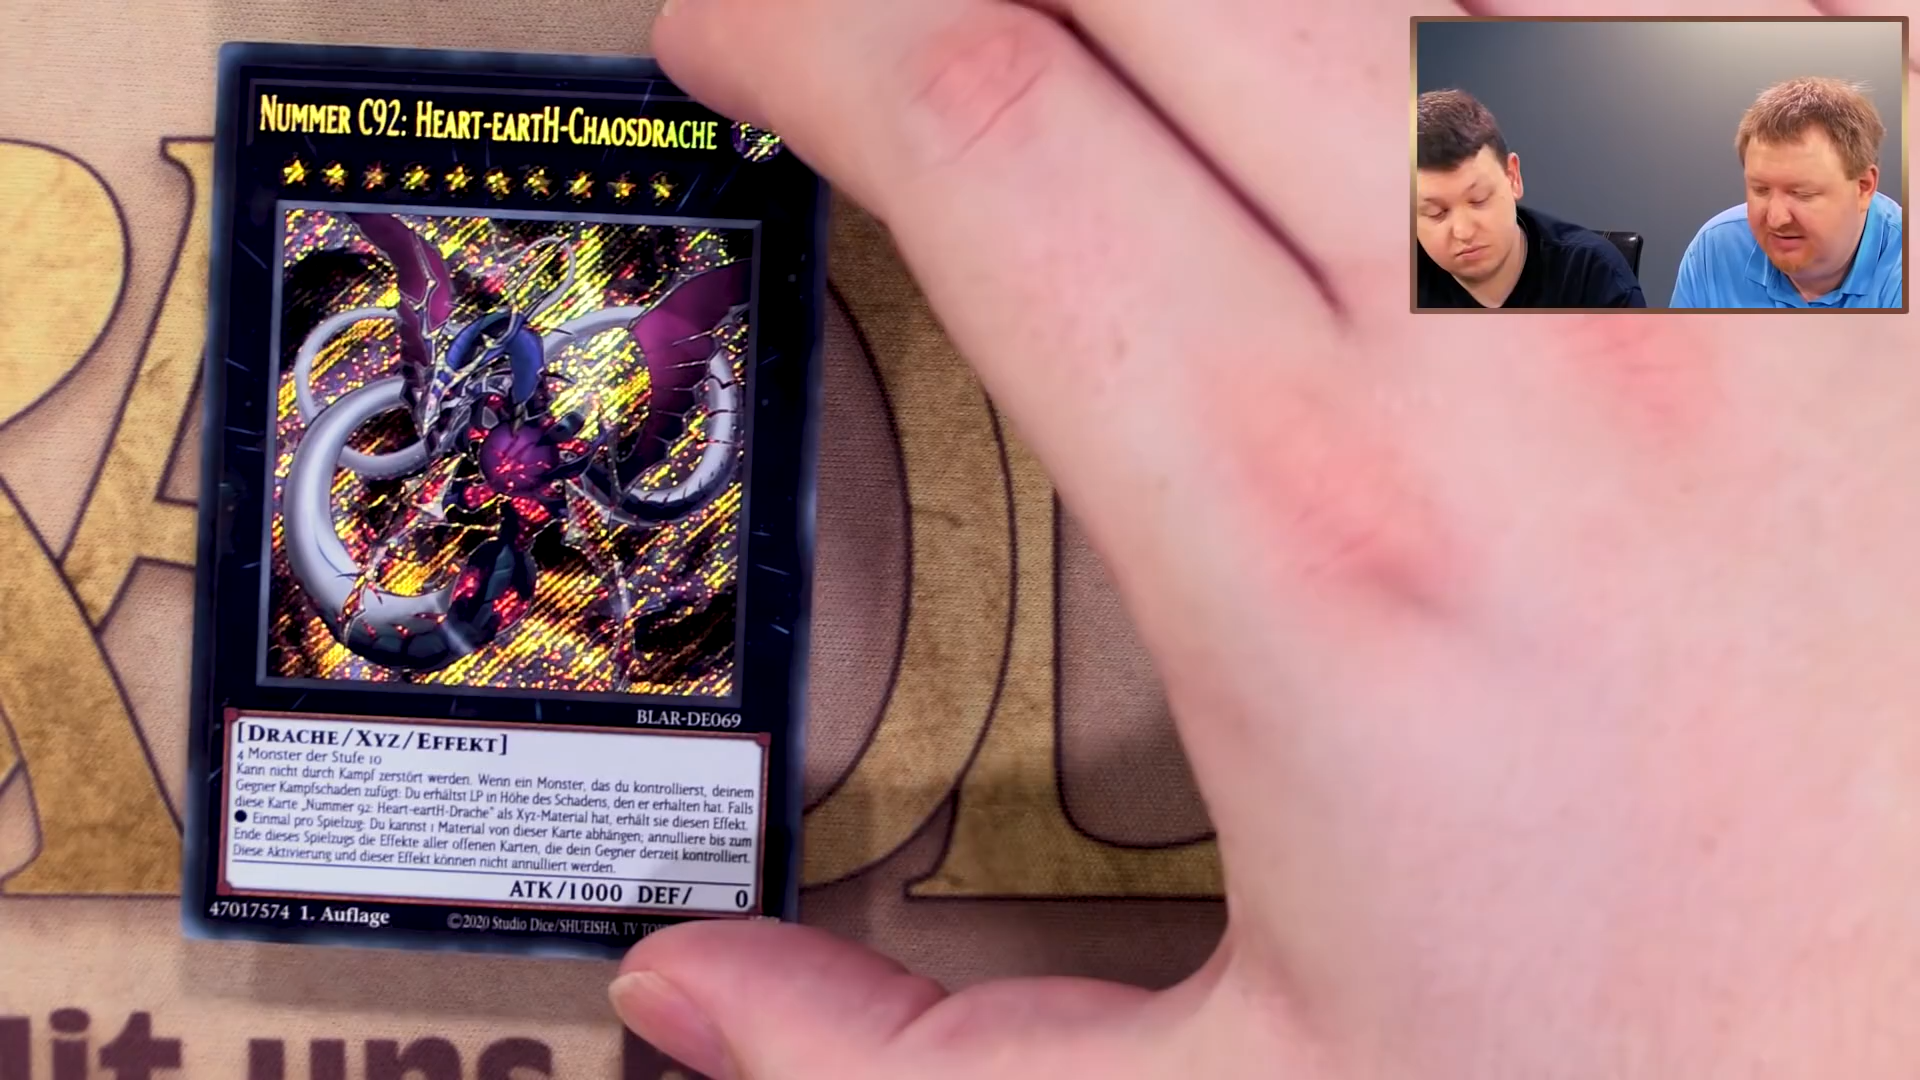 NUMMER C92: HEART-EARTH-CHAOSDRACHE
BLAR-DE069
[DRACHE/XYZ/EFFEKT]
4 Monster der Stufe 10
Kann nicht durch Kampf zerstört werden. Wenn ein Monster, das du kontrollierst, deinem
Gegner Kampfschaden zufügt: Du erhältst LP in Höhe des Schadens, den er erhalten hat. Falls
diese Karte „Nummer 92: Heart-eartH-Drache“ als Xyz-Material hat, erhält sie diesen Effekt.
● Einmal pro Spielzug: Du kannst 1 Material von dieser Karte abhängen; annulliere bis zum
Ende dieses Spielzugs die Effekte aller offenen Karten, die dein Gegner derzeit kontrolliert.
Diese Aktivierung und dieser Effekt können nicht annulliert werden.
ATK/1000 DEF/ 0
47017574 1. Auflage
©2020 Studio Dice/SHUEISHA, TV
uns